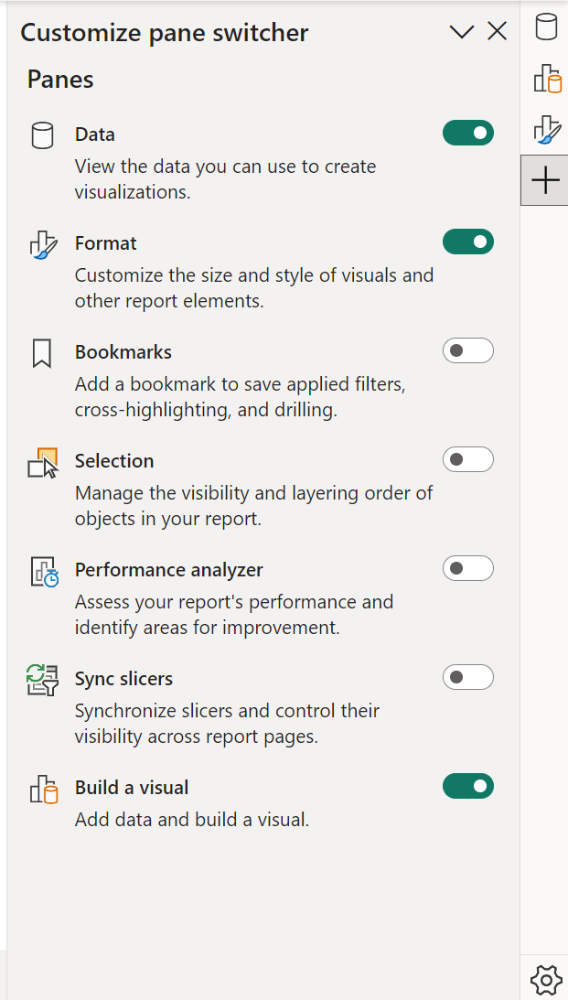 Customize pane switcher
Panes
Data
View the data you can use to create
visualizations.
Format
Customize the size and style of visuals and
other report elements.
Bookmarks
Add a bookmark to save applied filters,
cross-highlighting, and drilling.
Selection
Manage the visibility and layering order of
objects in your report.
Performance analyzer
Assess your report's performance and
identify areas for improvement.
Sync slicers
Synchronize slicers and control their
visibility across report pages.
Build a visual
Add data and build a visual.